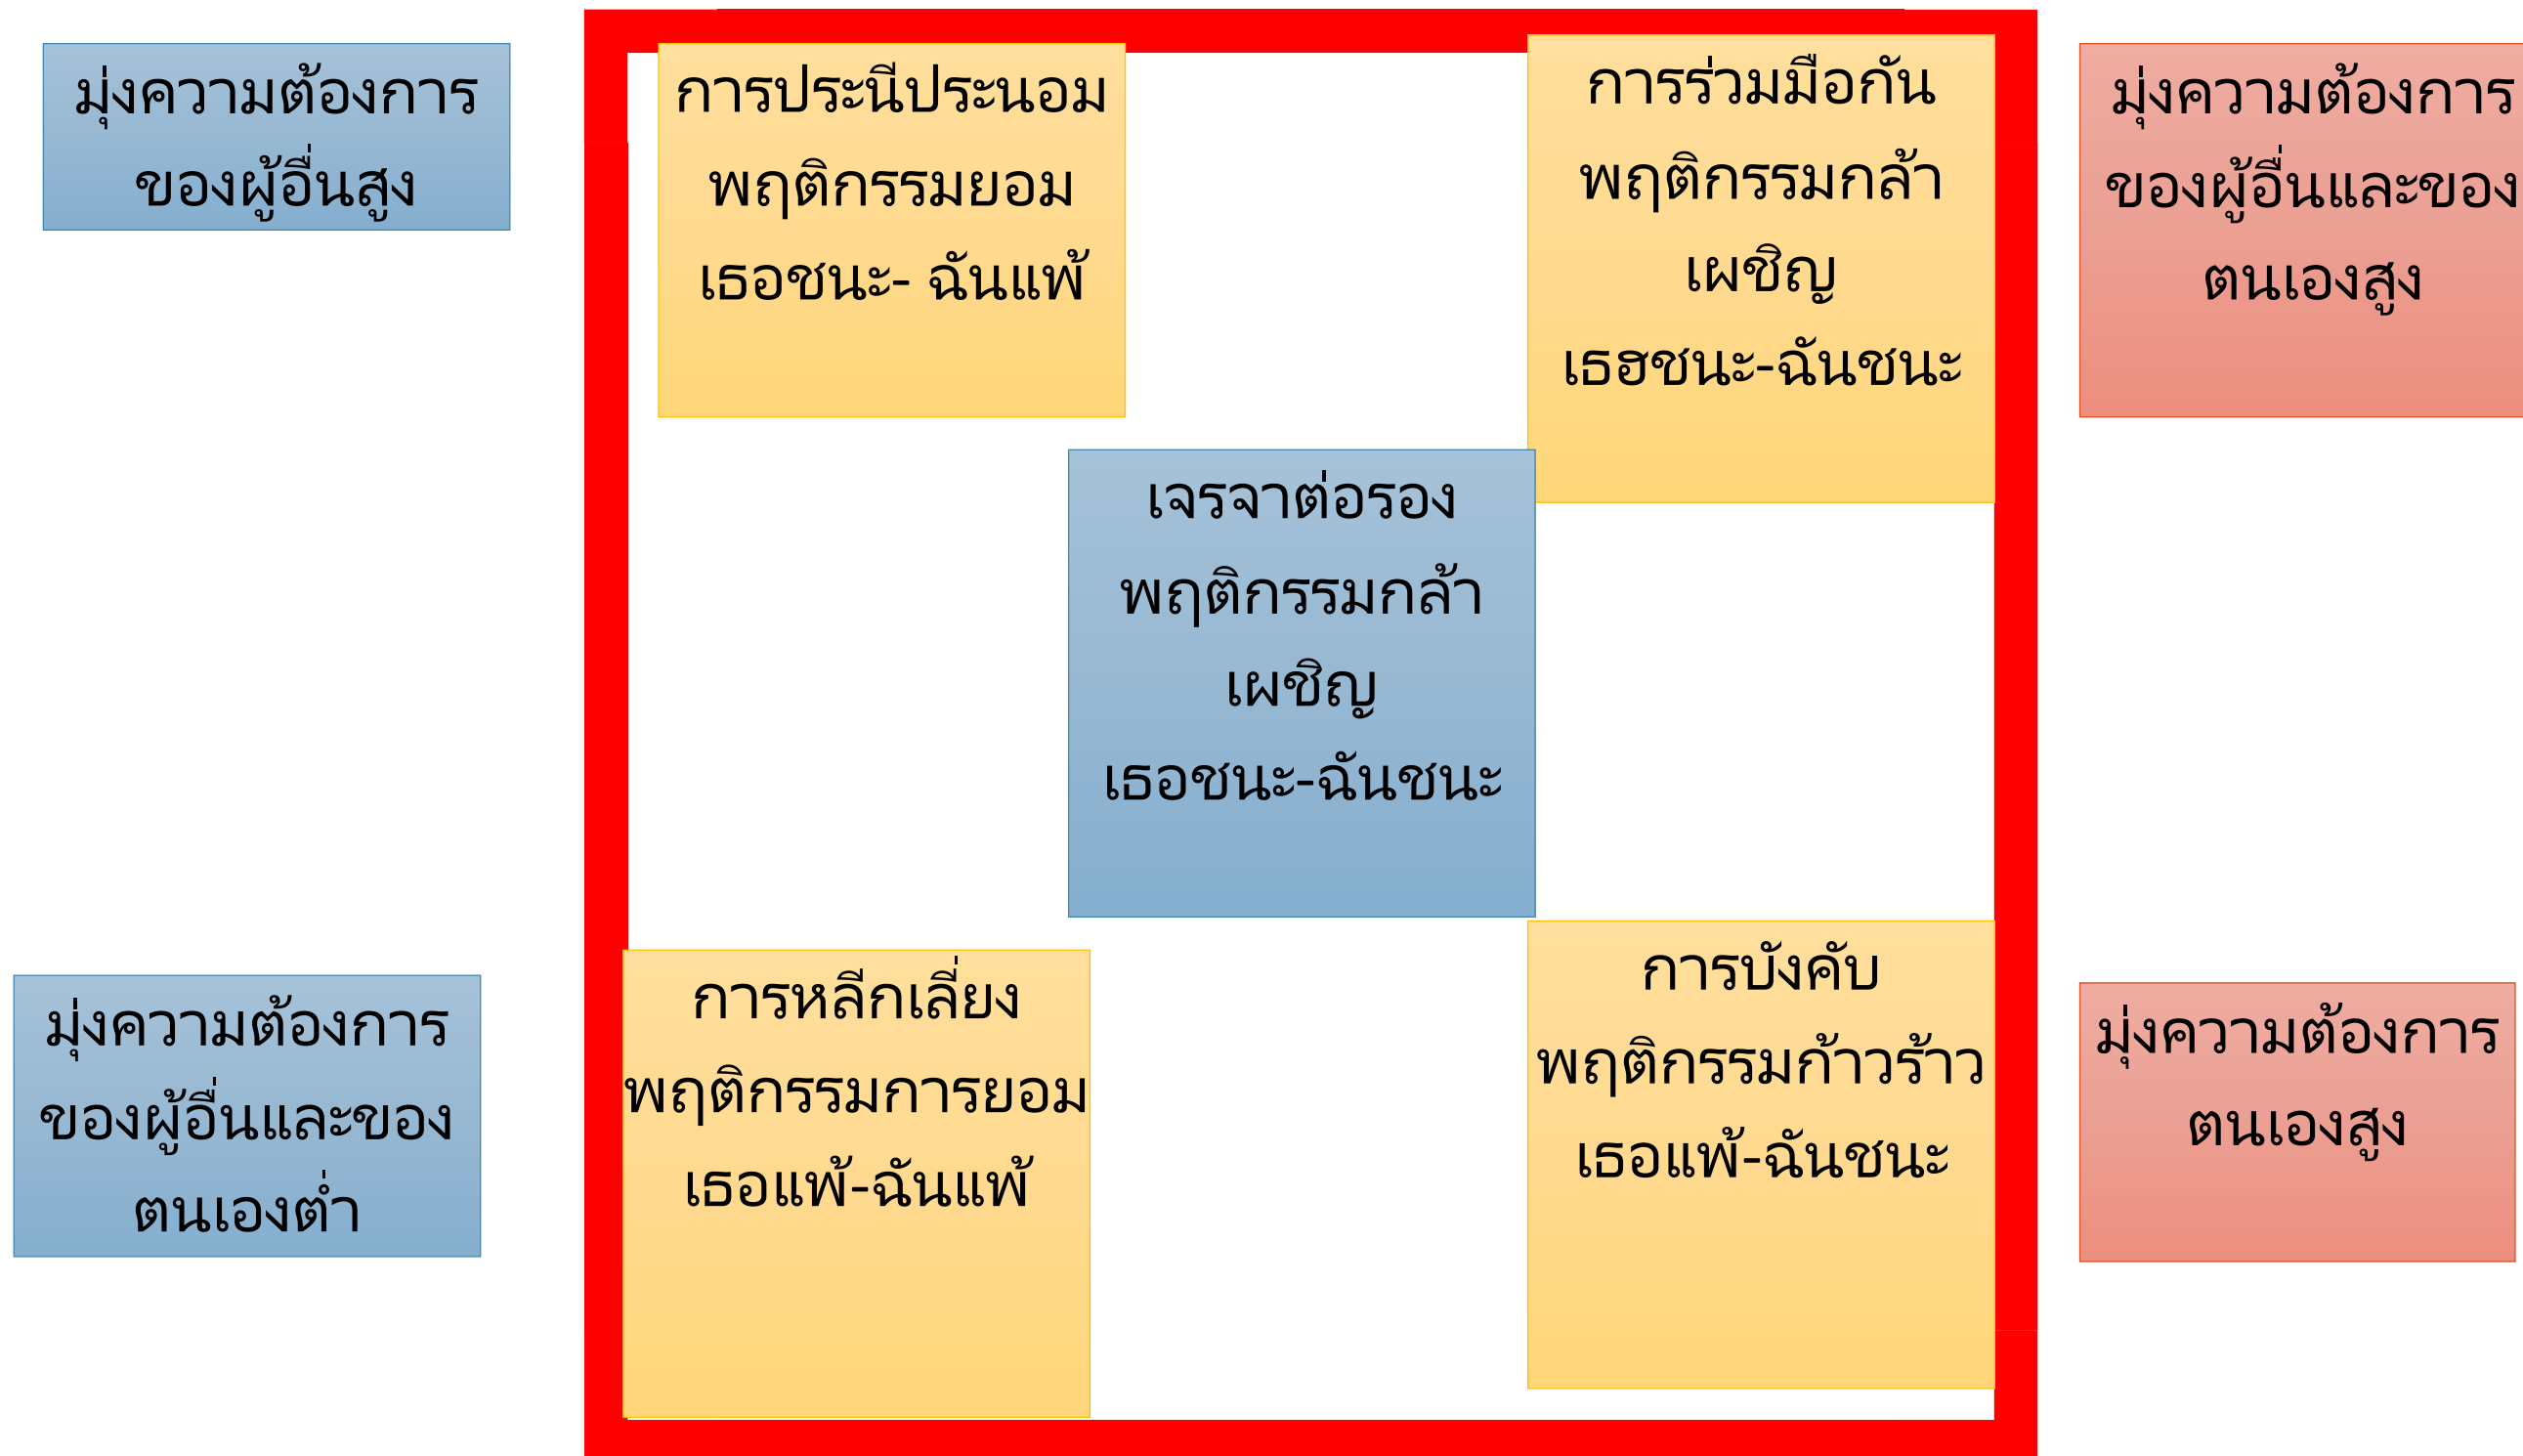 มุ่งความต้องการ
ของผู้อื่นสูง
การประนีประนอม
พฤติกรรมยอม
เธอชนะ- ฉันแพ้
การร่วมมือกัน
พฤติกรรมกล้า
เผชิญ
เธฮชนะ-ฉันชนะ
มุ่งความต้องการ
ของผู้อื่นและของ
ตนเองสูง
เจรจาต่อรอง
พฤติกรรมกล้า
เผชิญ
เธอชนะ-ฉันชนะ
มุ่งความต้องการ
ของผู้อื่นและของ
ตนเองต่ำ
การหลีกเลี่ยง
พฤติกรรมการยอม
เธอแพ้-ฉันแพ้
การบังคับ
พฤติกรรมก้าวร้าว
เธอแพ้-ฉันชนะ
มุ่งความต้องการ
ตนเองสูง